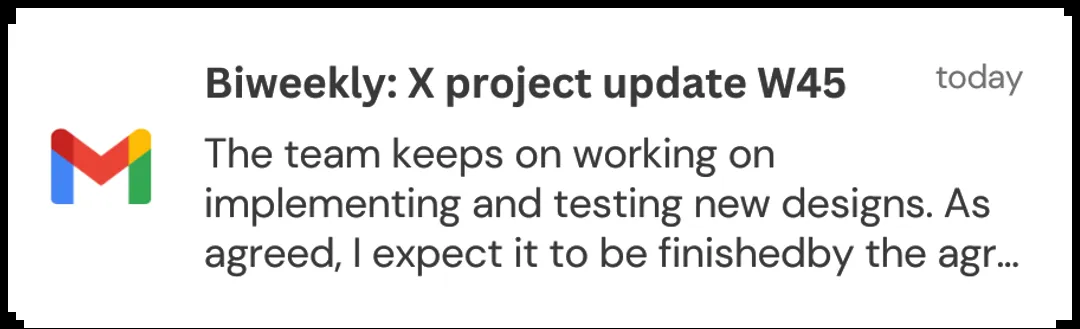 Biweekly: X project update W45
today
The team keeps on working on
implementing and testing new designs. As
agreed, I expect it to be finishedby the agr...